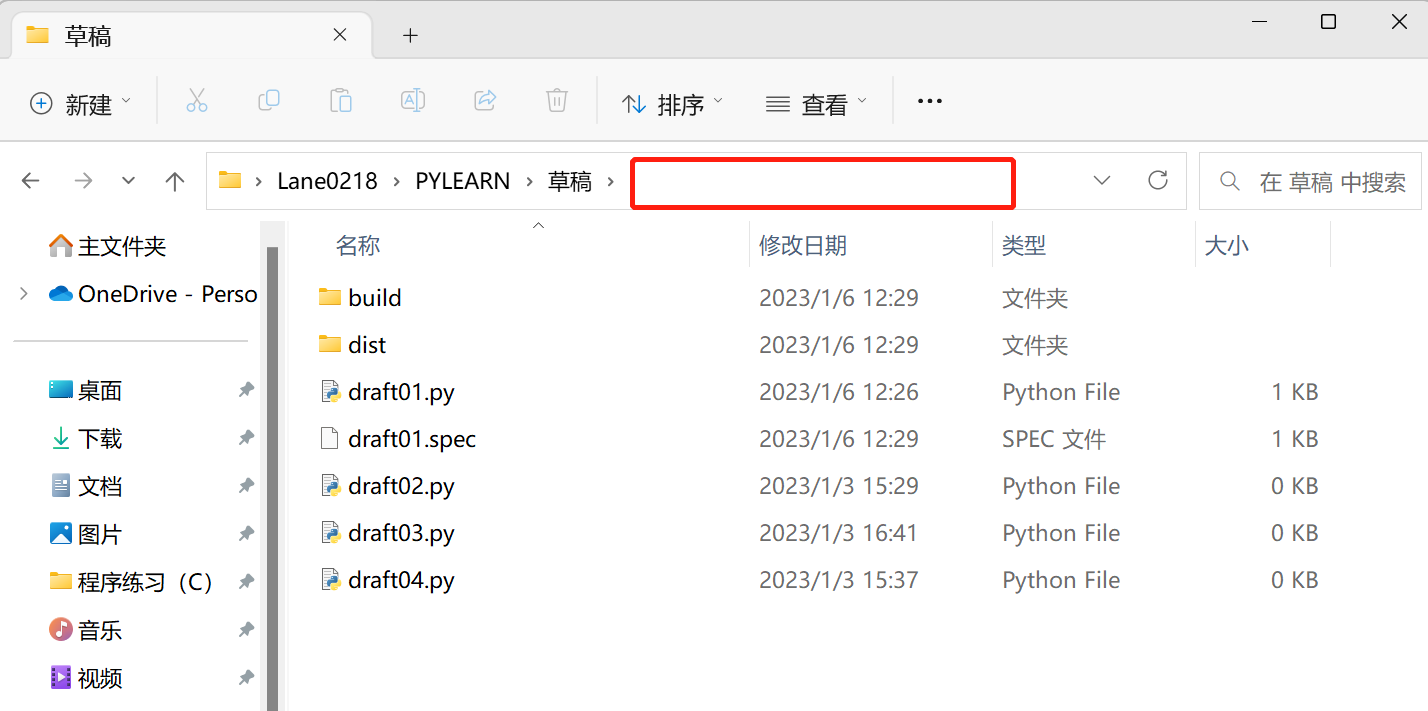 草稿
新建
排序
查看
Lane0218 PYLEARN 草稿
在 草稿 中搜索
主文件夹
OneDrive - Perso
桌面
下载
文档
图片
程序练习（C）
音乐
视频
名称 修改日期 类型 大小
build 2023/1/6 12:29 文件夹
dist 2023/1/6 12:29 文件夹
draft01.py 2023/1/6 12:26 Python File 1 KB
draft01.spec 2023/1/6 12:29 SPEC 文件 1 KB
draft02.py 2023/1/3 15:29 Python File 0 KB
draft03.py 2023/1/3 16:41 Python File 0 KB
draft04.py 2023/1/3 15:37 Python File 0 KB